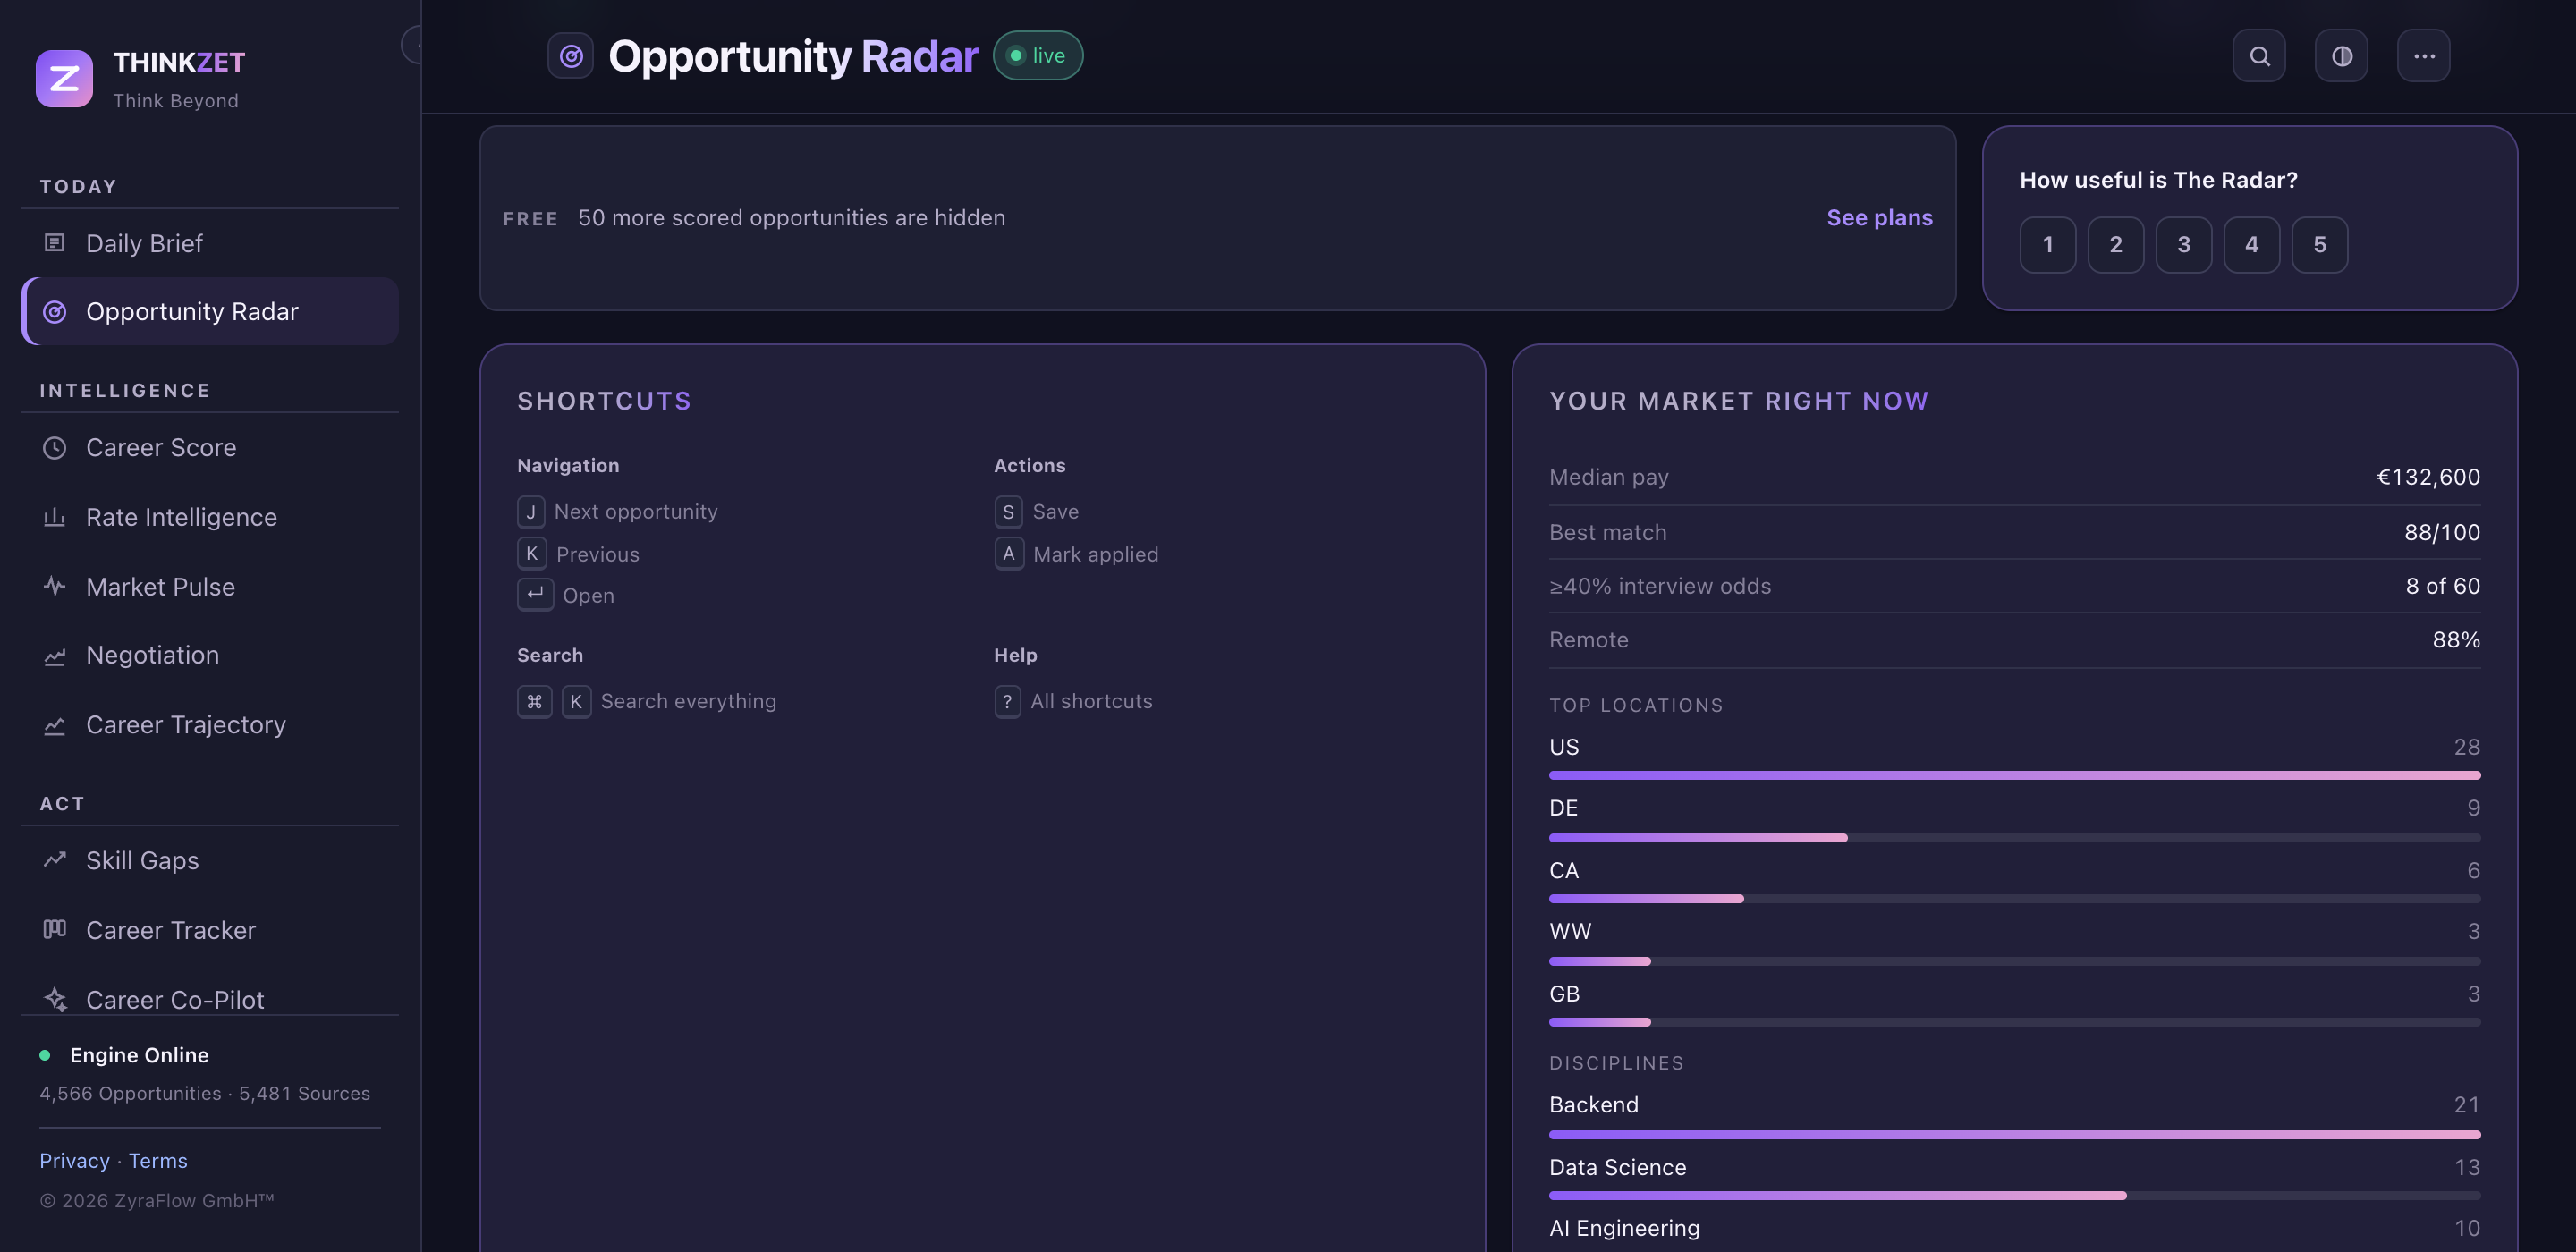 THINKZET
Think Beyond
TODAY
Daily Brief
Opportunity Radar
INTELLIGENCE
Career Score
Rate Intelligence
Market Pulse
Negotiation
Career Trajectory
ACT
Skill Gaps
Career Tracker
Career Co-Pilot
Engine Online
4,566 Opportunities · 5,481 Sources
Privacy · Terms
© 2026 ZyraFlow GmbH™
Opportunity Radar live
FREE 50 more scored opportunities are hidden See plans
How useful is The Radar?
1 2 3 4 5
SHORTCUTS
Navigation
J Next opportunity
K Previous
↵ Open
Actions
S Save
A Mark applied
Search
⌘ K Search everything
Help
? All shortcuts
YOUR MARKET RIGHT NOW
Median pay €132,600
Best match 88/100
≥40% interview odds 8 of 60
Remote 88%
TOP LOCATIONS
US 28
DE 9
CA 6
WW 3
GB 3
DISCIPLINES
Backend 21
Data Science 13
AI Engineering 10